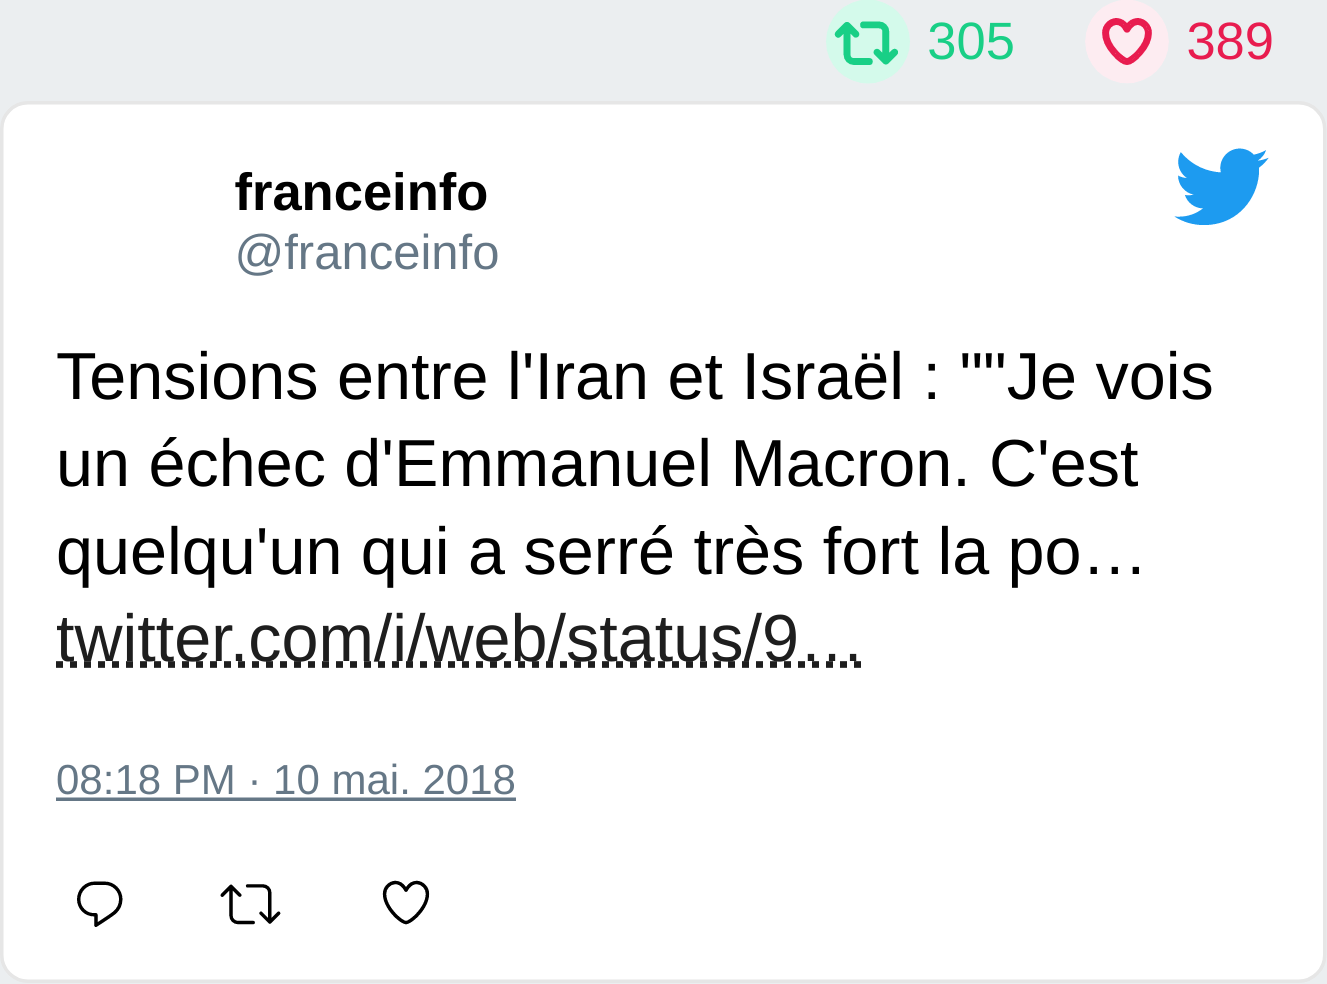 305 389
franceinfo
@franceinfo
Tensions entre l'Iran et Israël : ""Je vois
un échec d'Emmanuel Macron. C'est
quelqu'un qui a serré très fort la po…
twitter.com/i/web/status/9…
08:18 PM · 10 mai. 2018